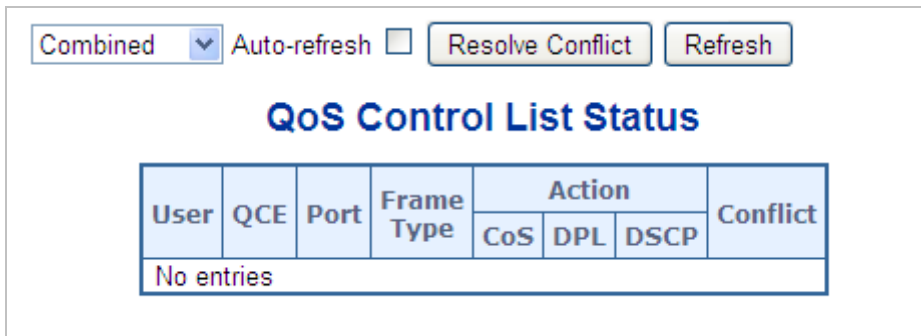 Combined Auto-refresh Resolve Conflict Refresh
QoS Control List Status
User QCE Port Frame Type Action Conflict
CoS DPL DSCP
No entries